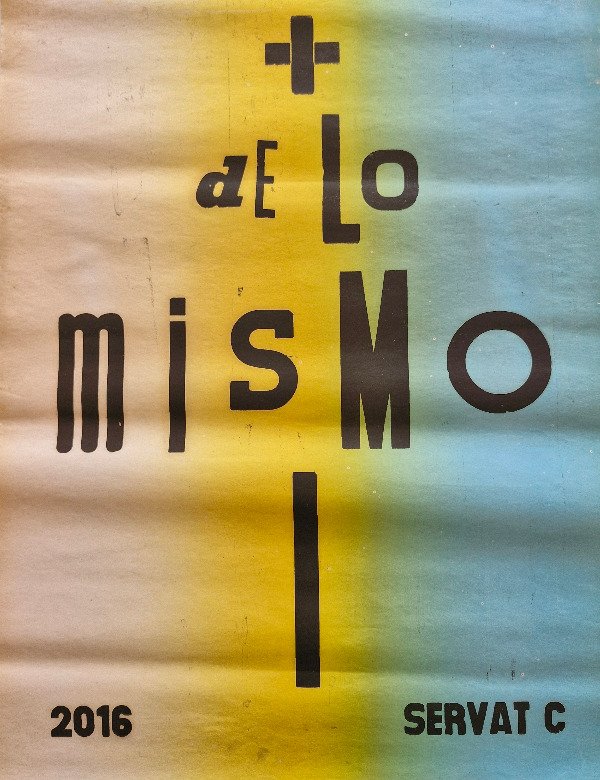 +
dE Lo
misMO
|
2016 SERVAT C